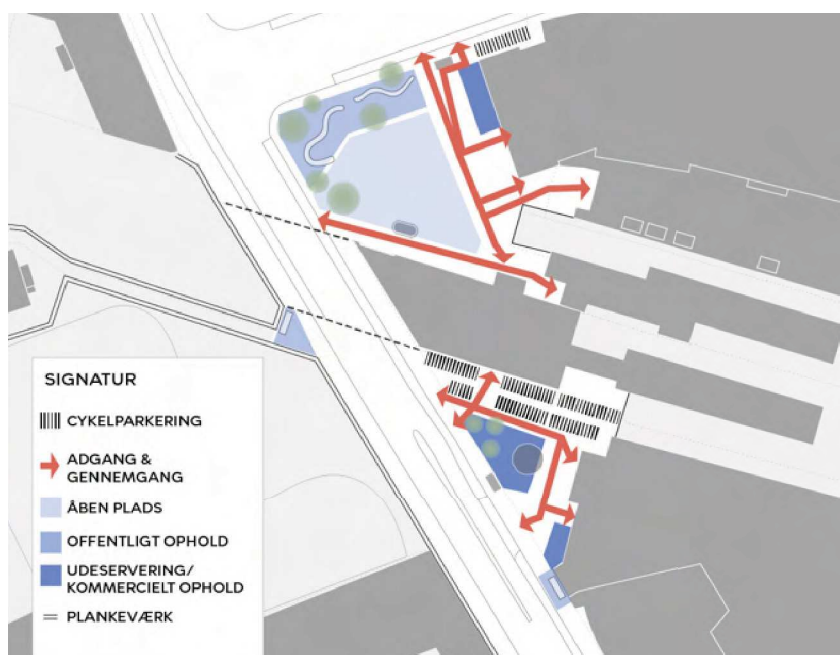 SIGNATUR
CYKELPARKERING
ADGANG &
GENNEMGANG
ÅBEN PLADS
OFFENTLIGT OPHOLD
UDESERVERING/
KOMMERCIELT OPHOLD
PLANKEVÆRK